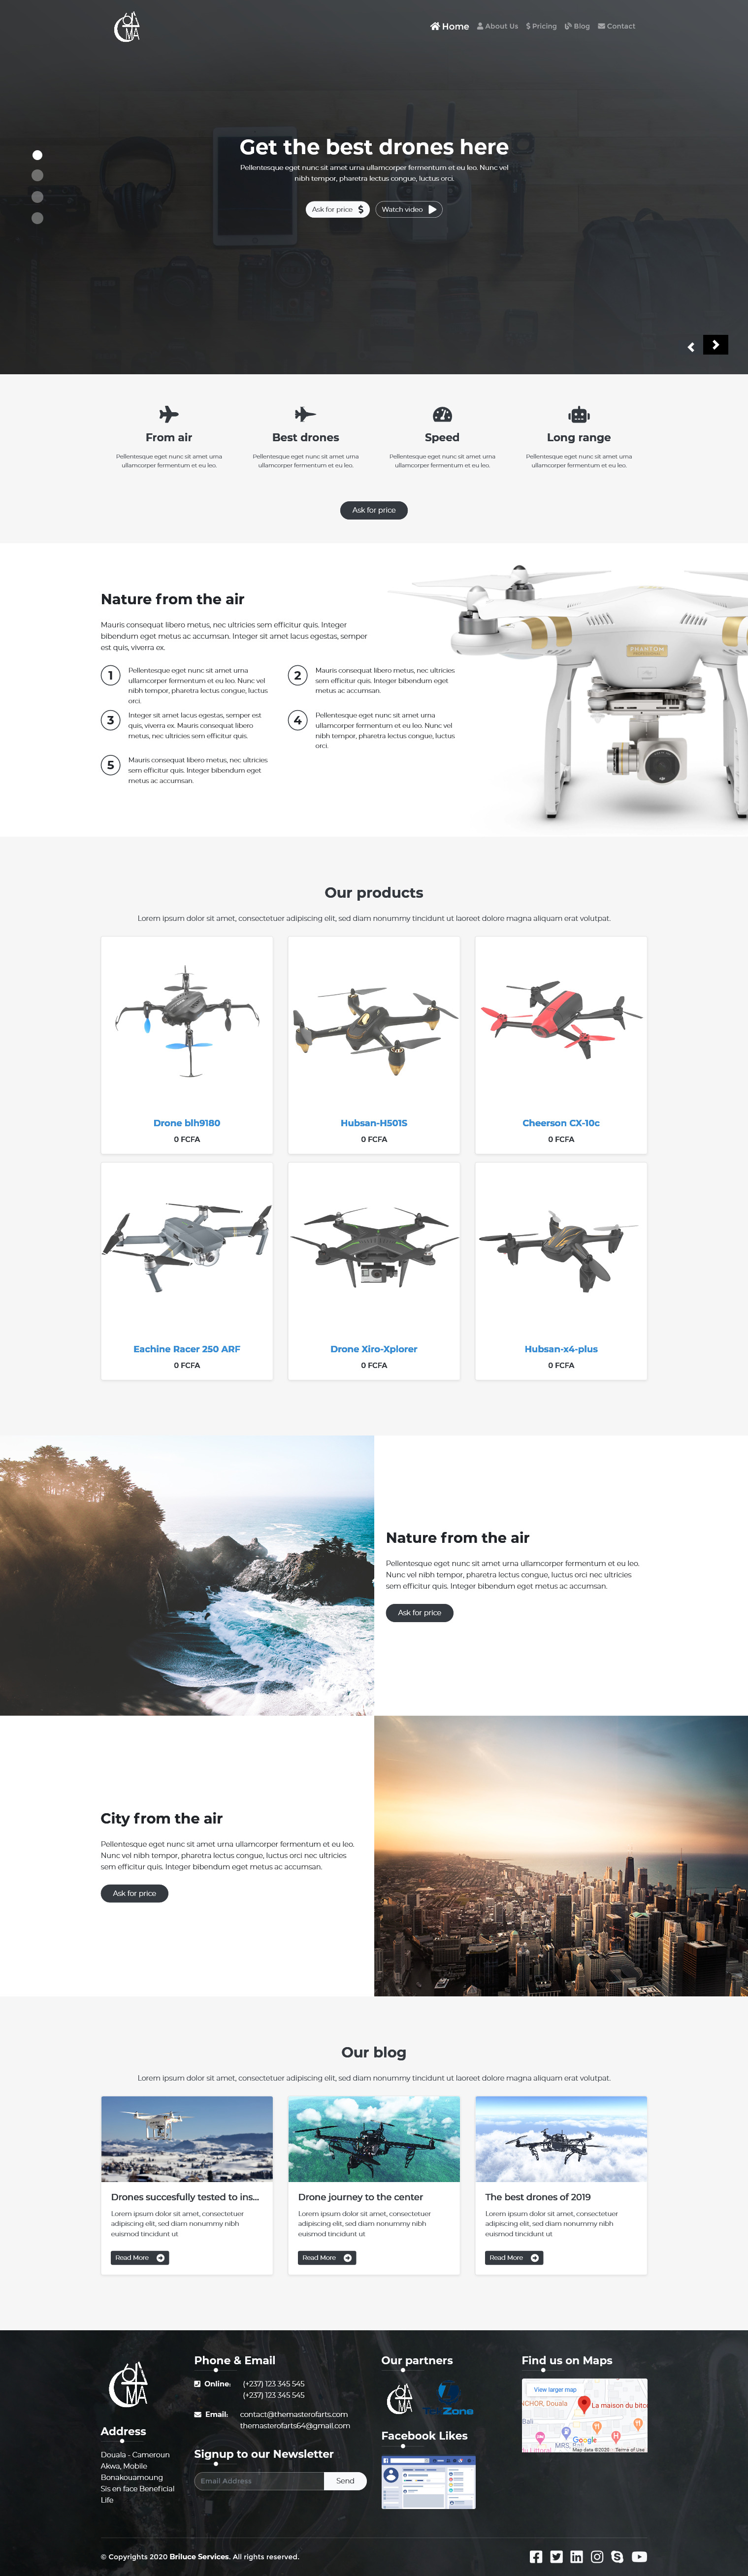 Home About Us Pricing Blog Contact
Get the best drones here
Pellentesque eget nunc sit amet urna ullamcorper fermentum et eu leo. Nunc vel
nibh tempor, pharetra lectus congue, luctus orci.
Ask for price Watch video
From air
Pellentesque eget nunc sit amet urna
ullamcorper fermentum et eu leo.
Best drones
Pellentesque eget nunc sit amet urna
ullamcorper fermentum et eu leo.
Speed
Pellentesque eget nunc sit amet urna
ullamcorper fermentum et eu leo.
Long range
Pellentesque eget nunc sit amet urna
ullamcorper fermentum et eu leo.
Ask for price
Nature from the air
Mauris consequat libero metus, nec ultricies sem efficitur quis. Integer
bibendum eget metus ac accumsan. Integer sit amet lacus egestas, semper
est quis, viverra ex.
1
Pellentesque eget nunc sit amet urna
ullamcorper fermentum et eu leo. Nunc vel
nibh tempor, pharetra lectus congue, luctus
orci.
2
Mauris consequat libero metus, nec ultricies
sem efficitur quis. Integer bibendum eget
metus ac accumsan.
3
Integer sit amet lacus egestas, semper est
quis, viverra ex. Mauris consequat libero
metus, nec ultricies sem efficitur quis.
4
Pellentesque eget nunc sit amet urna
ullamcorper fermentum et eu leo. Nunc vel
nibh tempor, pharetra lectus congue, luctus
orci.
5
Mauris consequat libero metus, nec ultricies
sem efficitur quis. Integer bibendum eget
metus ac accumsan.
PHANTOM
Our products
Lorem ipsum dolor sit amet, consectetuer adipiscing elit, sed diam nonummy tincidunt ut laoreet dolore magna aliquam erat volutpat.
Drone blh9180
0 FCFA
Hubsan-H501S
0 FCFA
Cheerson CX-10c
0 FCFA
Eachine Racer 250 ARF
0 FCFA
Drone Xiro-Xplorer
0 FCFA
Hubsan-x4-plus
0 FCFA
Nature from the air
Pellentesque eget nunc sit amet urna ullamcorper fermentum et eu leo.
Nunc vel nibh tempor, pharetra lectus congue, luctus orci nec ultricies
sem efficitur quis. Integer bibendum eget metus ac accumsan.
Ask for price
City from the air
Pellentesque eget nunc sit amet urna ullamcorper fermentum et eu leo.
Nunc vel nibh tempor, pharetra lectus congue, luctus orci nec ultricies
sem efficitur quis. Integer bibendum eget metus ac accumsan.
Ask for price
Our blog
Lorem ipsum dolor sit amet, consectetuer adipiscing elit, sed diam nonummy tincidunt ut laoreet dolore magna aliquam erat volutpat.
Drones succesfully tested to ins...
Lorem ipsum dolor sit amet, consectetuer
adipiscing elit, sed diam nonummy nibh
euismod tincidunt ut
Read More
Drone journey to the center
Lorem ipsum dolor sit amet, consectetuer
adipiscing elit, sed diam nonummy nibh
euismod tincidunt ut
Read More
The best drones of 2019
Lorem ipsum dolor sit amet, consectetuer
adipiscing elit, sed diam nonummy nibh
euismod tincidunt ut
Read More
Address
Douala - Cameroun
Akwa, Mobile
Bonakouamoung
Sis en face Beneficial
Life
Phone & Email
Online: (+237) 123 345 545
(+237) 123 345 545
Email: contact@themasterofarts.com
themasterofarts64@gmail.com
Signup to our Newsletter
Email Address Send
Our partners
Zone
Facebook Likes
Find us on Maps
View larger map
NCHOR, Douala
La maison du bitco
Bali
MRS
Google
u Littoral
Map data ©2026 Terms of Use
© Copyrights 2020 Briluce Services. All rights reserved.